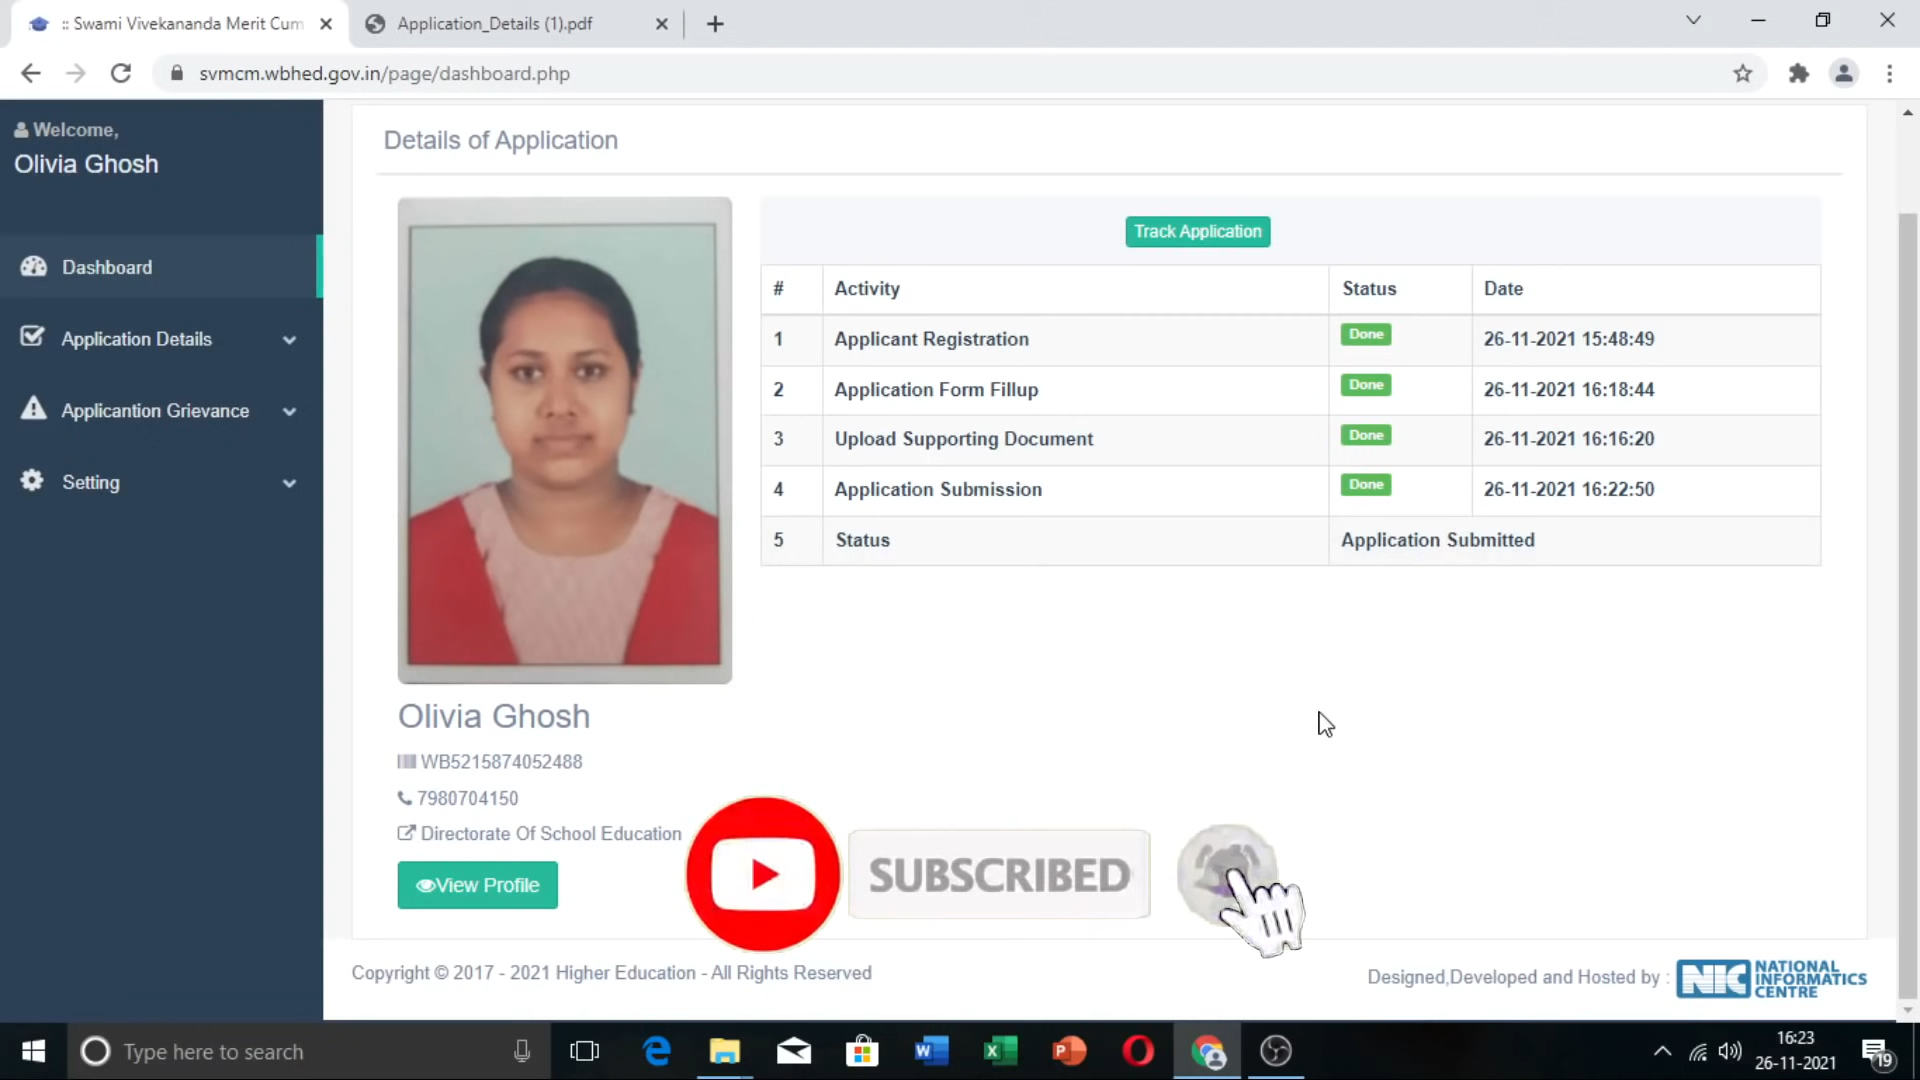 :: Swami Vivekananda Merit Cum
Application_Details (1).pdf
svmcm.wbhed.gov.in/page/dashboard.php
Welcome,
Olivia Ghosh
Dashboard
Application Details
Applicantion Grievance
Setting
Details of Application
Track Application
# Activity Status Date
1 Applicant Registration Done 26-11-2021 15:48:49
2 Application Form Fillup Done 26-11-2021 16:18:44
3 Upload Supporting Document Done 26-11-2021 16:16:20
4 Application Submission Done 26-11-2021 16:22:50
5 Status Application Submitted
Olivia Ghosh
WB5215874052488
7980704150
Directorate Of School Education
View Profile
SUBSCRIBED
Copyright © 2017 - 2021 Higher Education - All Rights Reserved
Designed,Developed and Hosted by :
NIC NATIONAL
INFORMATICS
CENTRE
Type here to search
16:23
26-11-2021
19